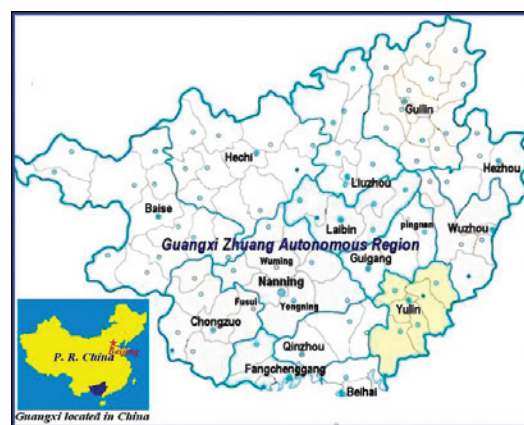 Guilin
Hechi
Hezhou
Liuzhou
Baise
Laibin
pingnan
Wuzhou
Guangxi Zhuang Autonomous Region
Guigang
Wuming
Nanning
Fusui
Yongning
Yulin
Chongzuo
Qinzhou
Fangchenggang
Beihai
P. R. China
Beijing
Guangxi located in China